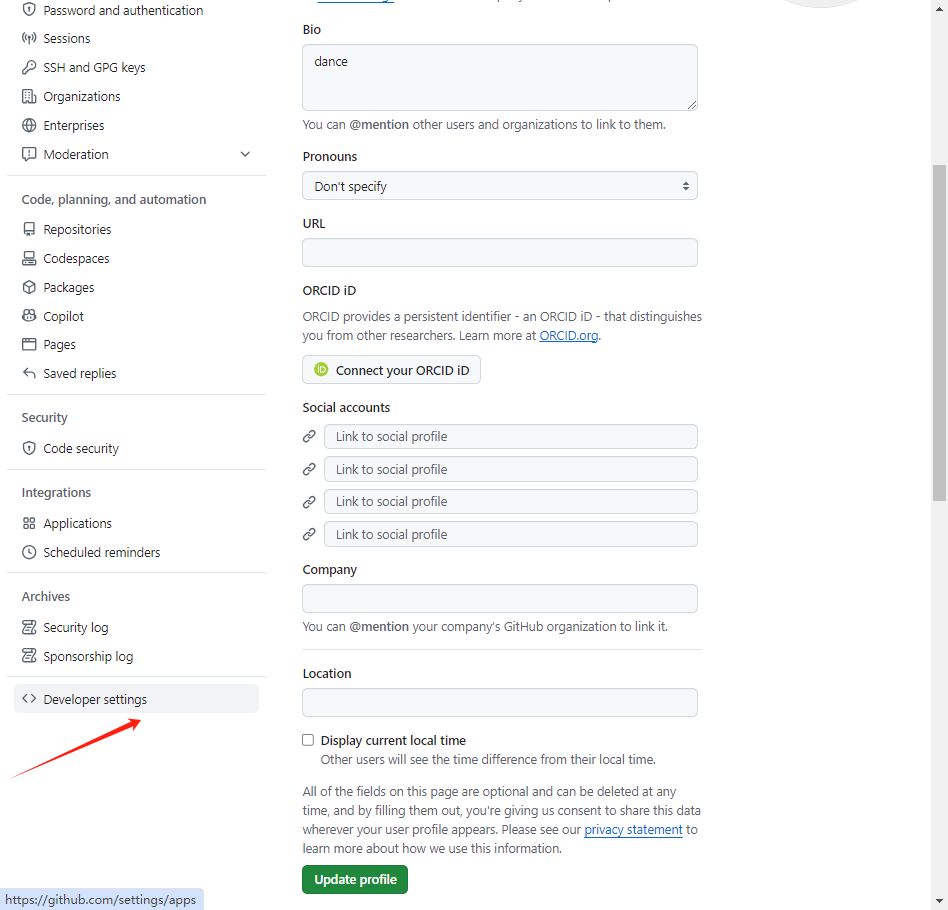 Password and authentication
Sessions
SSH and GPG keys
Organizations
Enterprises
Moderation
Code, planning, and automation
Repositories
Codespaces
Packages
Copilot
Pages
Saved replies
Security
Code security
Integrations
Applications
Scheduled reminders
Archives
Security log
Sponsorship log
Developer settings
Bio
dance
You can @mention other users and organizations to link to them.
Pronouns
Don't specify
URL
ORCID iD
ORCID provides a persistent identifier - an ORCID iD - that distinguishes
you from other researchers. Learn more at ORCID.org.
iD Connect your ORCID iD
Social accounts
Link to social profile
Link to social profile
Link to social profile
Link to social profile
Company
You can @mention your company's GitHub organization to link it.
Location
Display current local time
Other users will see the time difference from their local time.
All of the fields on this page are optional and can be deleted at any
time, and by filling them out, you're giving us consent to share this data
wherever your user profile appears. Please see our privacy statement to
learn more about how we use this information.
Update profile
https://github.com/settings/apps